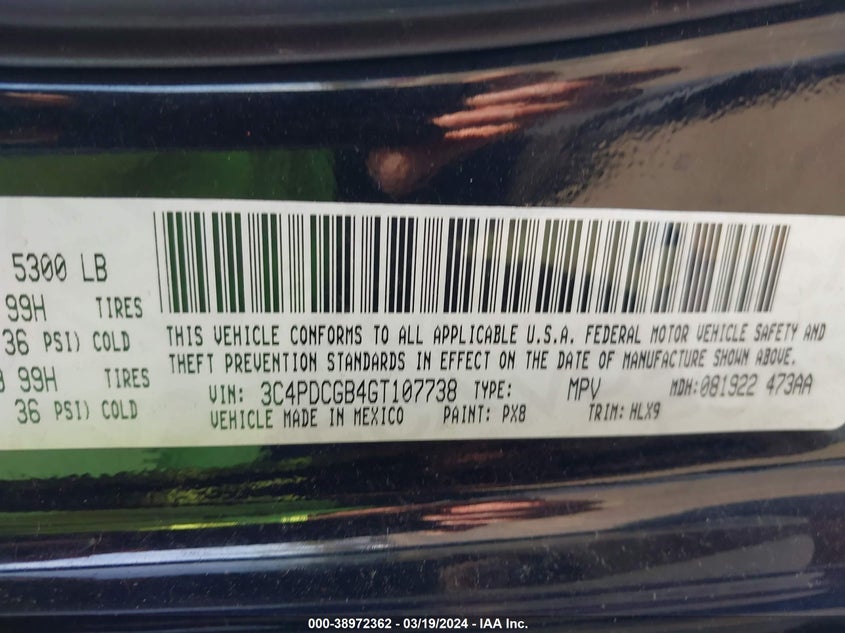 5300 LB
99H TIRES
36 PSI) COLD
99H TIRES
36 PSI) COLD
THIS VEHICLE CONFORMS TO ALL APPLICABLE U.S.A. FEDERAL MOTOR VEHICLE SAFETY AND
THEFT PREVENTION STANDARDS IN EFFECT ON THE DATE OF MANUFACTURE SHOWN ABOVE.
VIN: 3C4PDCGB4GT107738 TYPE: MPV MDH:081922 473AA
VEHICLE MADE IN MEXICO PAINT: PX8 TRIM: HLX9
000-38972362 - 03/19/2024 - IAA Inc.